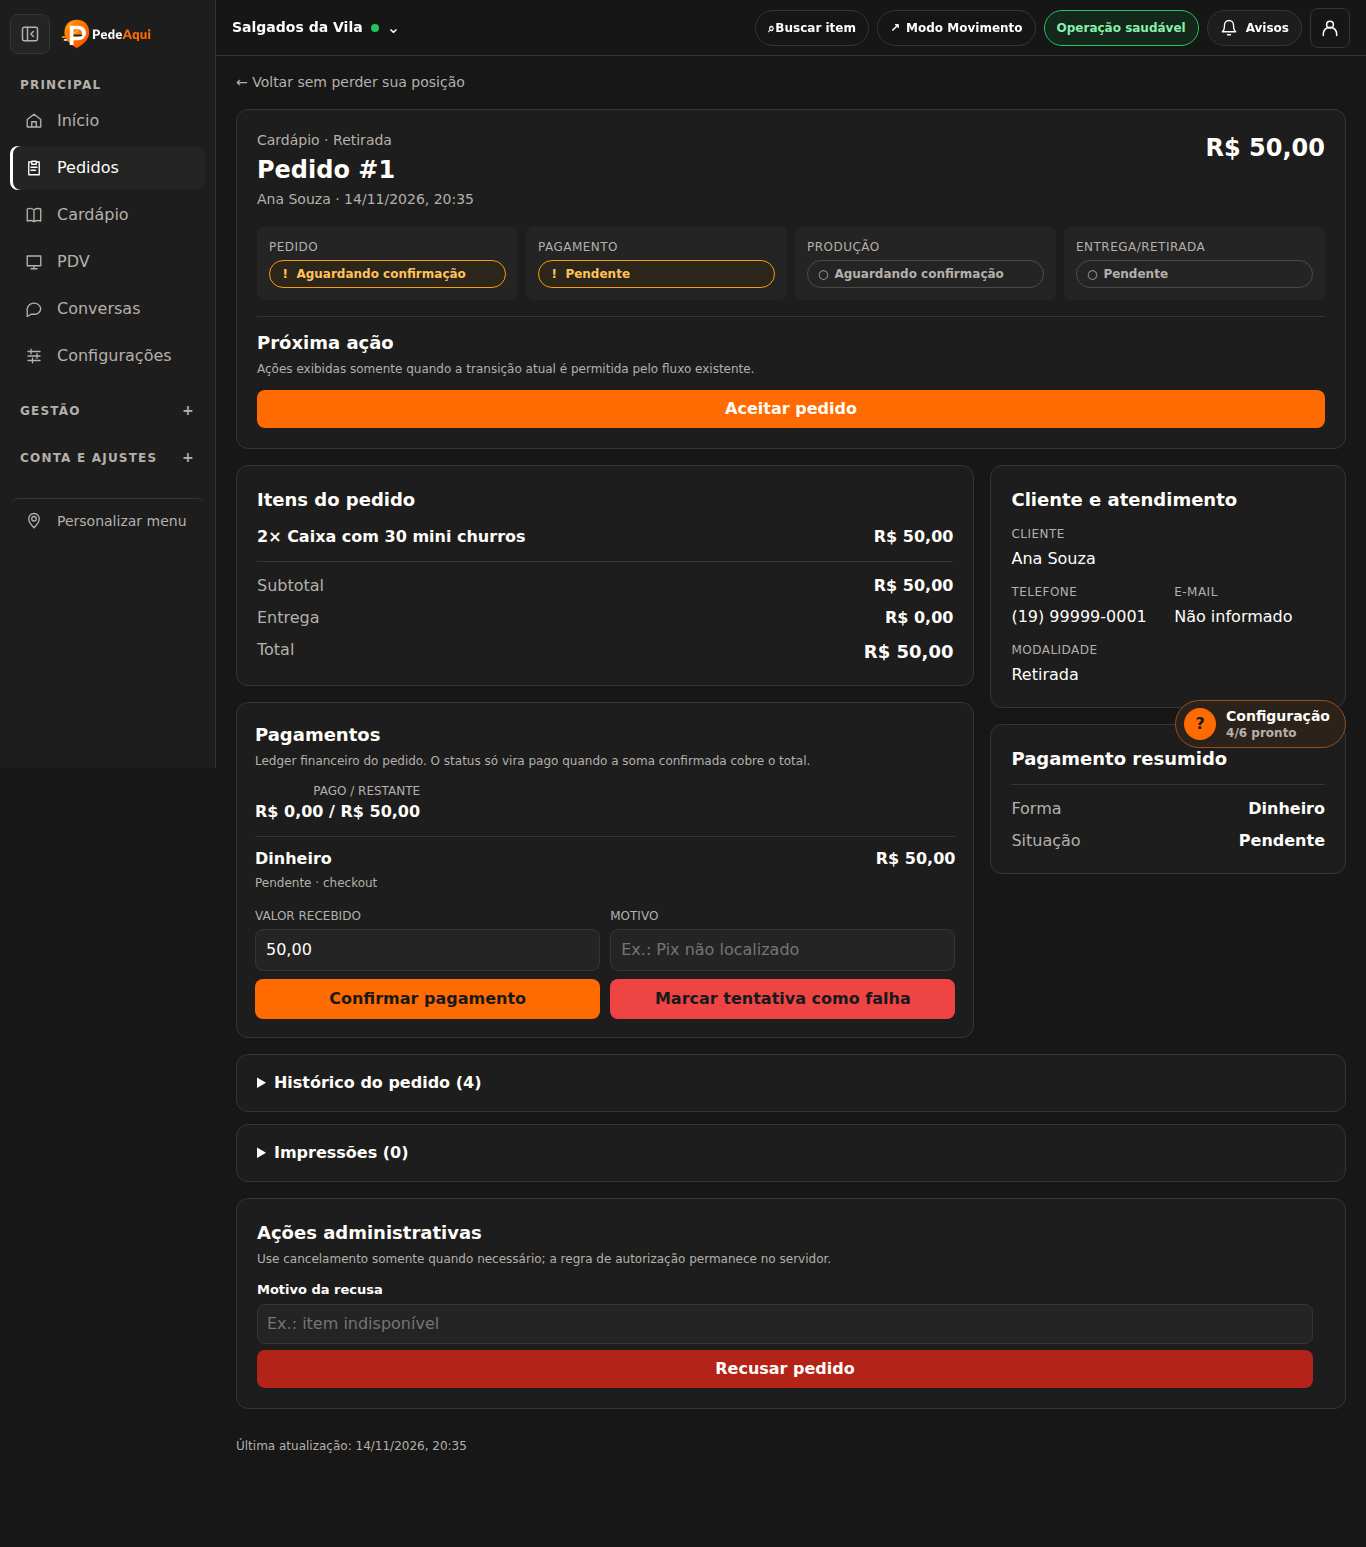 PedeAqui
PRINCIPAL
Início
Pedidos
Cardápio
PDV
Conversas
Configurações
GESTÃO +
CONTA E AJUSTES +
Personalizar menu
Salgados da Vila
Buscar item
↗ Modo Movimento
Operação saudável
Avisos
← Voltar sem perder sua posição
Cardápio · Retirada
Pedido #1
Ana Souza · 14/11/2026, 20:35
R$ 50,00
PEDIDO
! Aguardando confirmação
PAGAMENTO
! Pendente
PRODUÇÃO
○ Aguardando confirmação
ENTREGA/RETIRADA
○ Pendente
Próxima ação
Ações exibidas somente quando a transição atual é permitida pelo fluxo existente.
Aceitar pedido
Itens do pedido
2× Caixa com 30 mini churros R$ 50,00
Subtotal R$ 50,00
Entrega R$ 0,00
Total R$ 50,00
Cliente e atendimento
CLIENTE
Ana Souza
TELEFONE E-MAIL
(19) 99999-0001 Não informado
MODALIDADE
Retirada
? Configuração
4/6 pronto
Pagamentos
Ledger financeiro do pedido. O status só vira pago quando a soma confirmada cobre o total.
PAGO / RESTANTE
R$ 0,00 / R$ 50,00
Dinheiro R$ 50,00
Pendente · checkout
VALOR RECEBIDO MOTIVO
50,00 Ex.: Pix não localizado
Confirmar pagamento Marcar tentativa como falha
Pagamento resumido
Forma Dinheiro
Situação Pendente
Histórico do pedido (4)
Impressões (0)
Ações administrativas
Use cancelamento somente quando necessário; a regra de autorização permanece no servidor.
Motivo da recusa
Ex.: item indisponível
Recusar pedido
Última atualização: 14/11/2026, 20:35